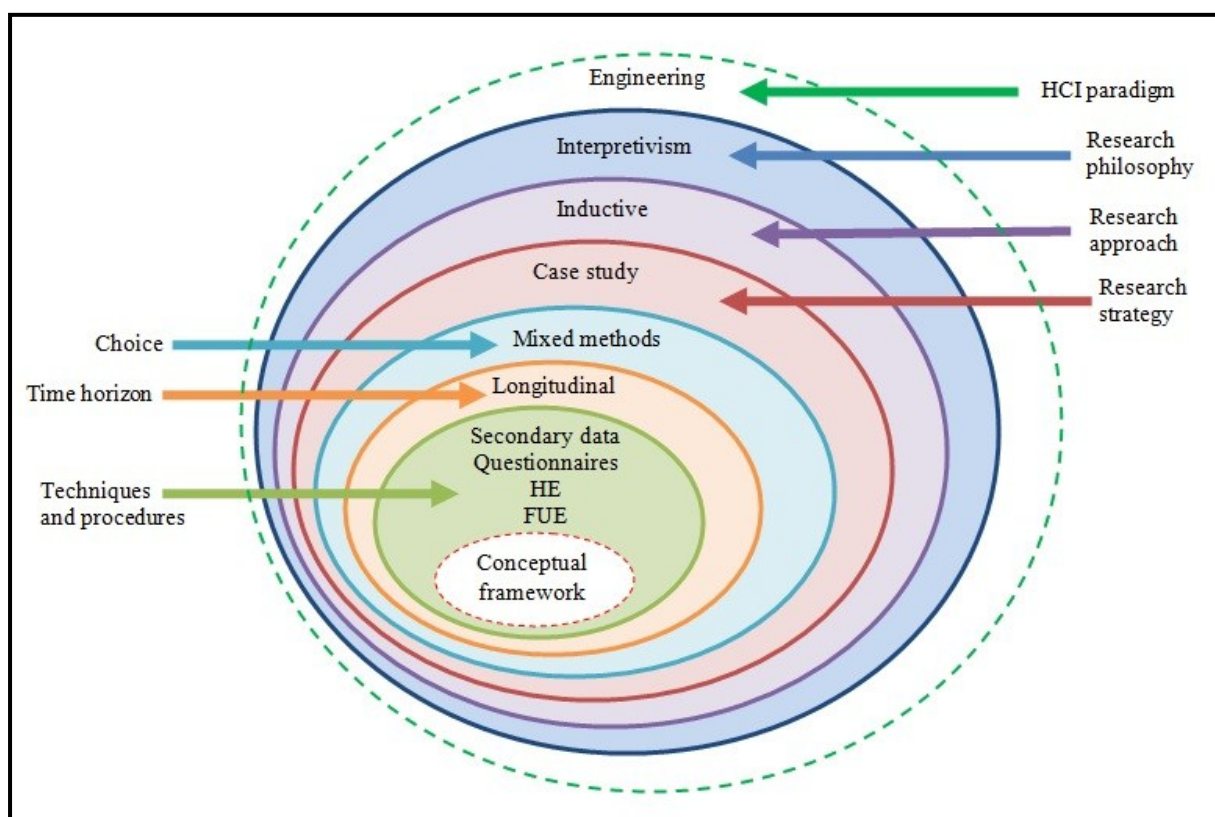 Engineering
HCI paradigm
Interpretivism
Research
philosophy
Inductive
Research
approach
Case study
Research
strategy
Choice
Mixed methods
Time horizon
Longitudinal
Secondary data
Questionnaires
HE
FUE
Techniques
and procedures
Conceptual
framework